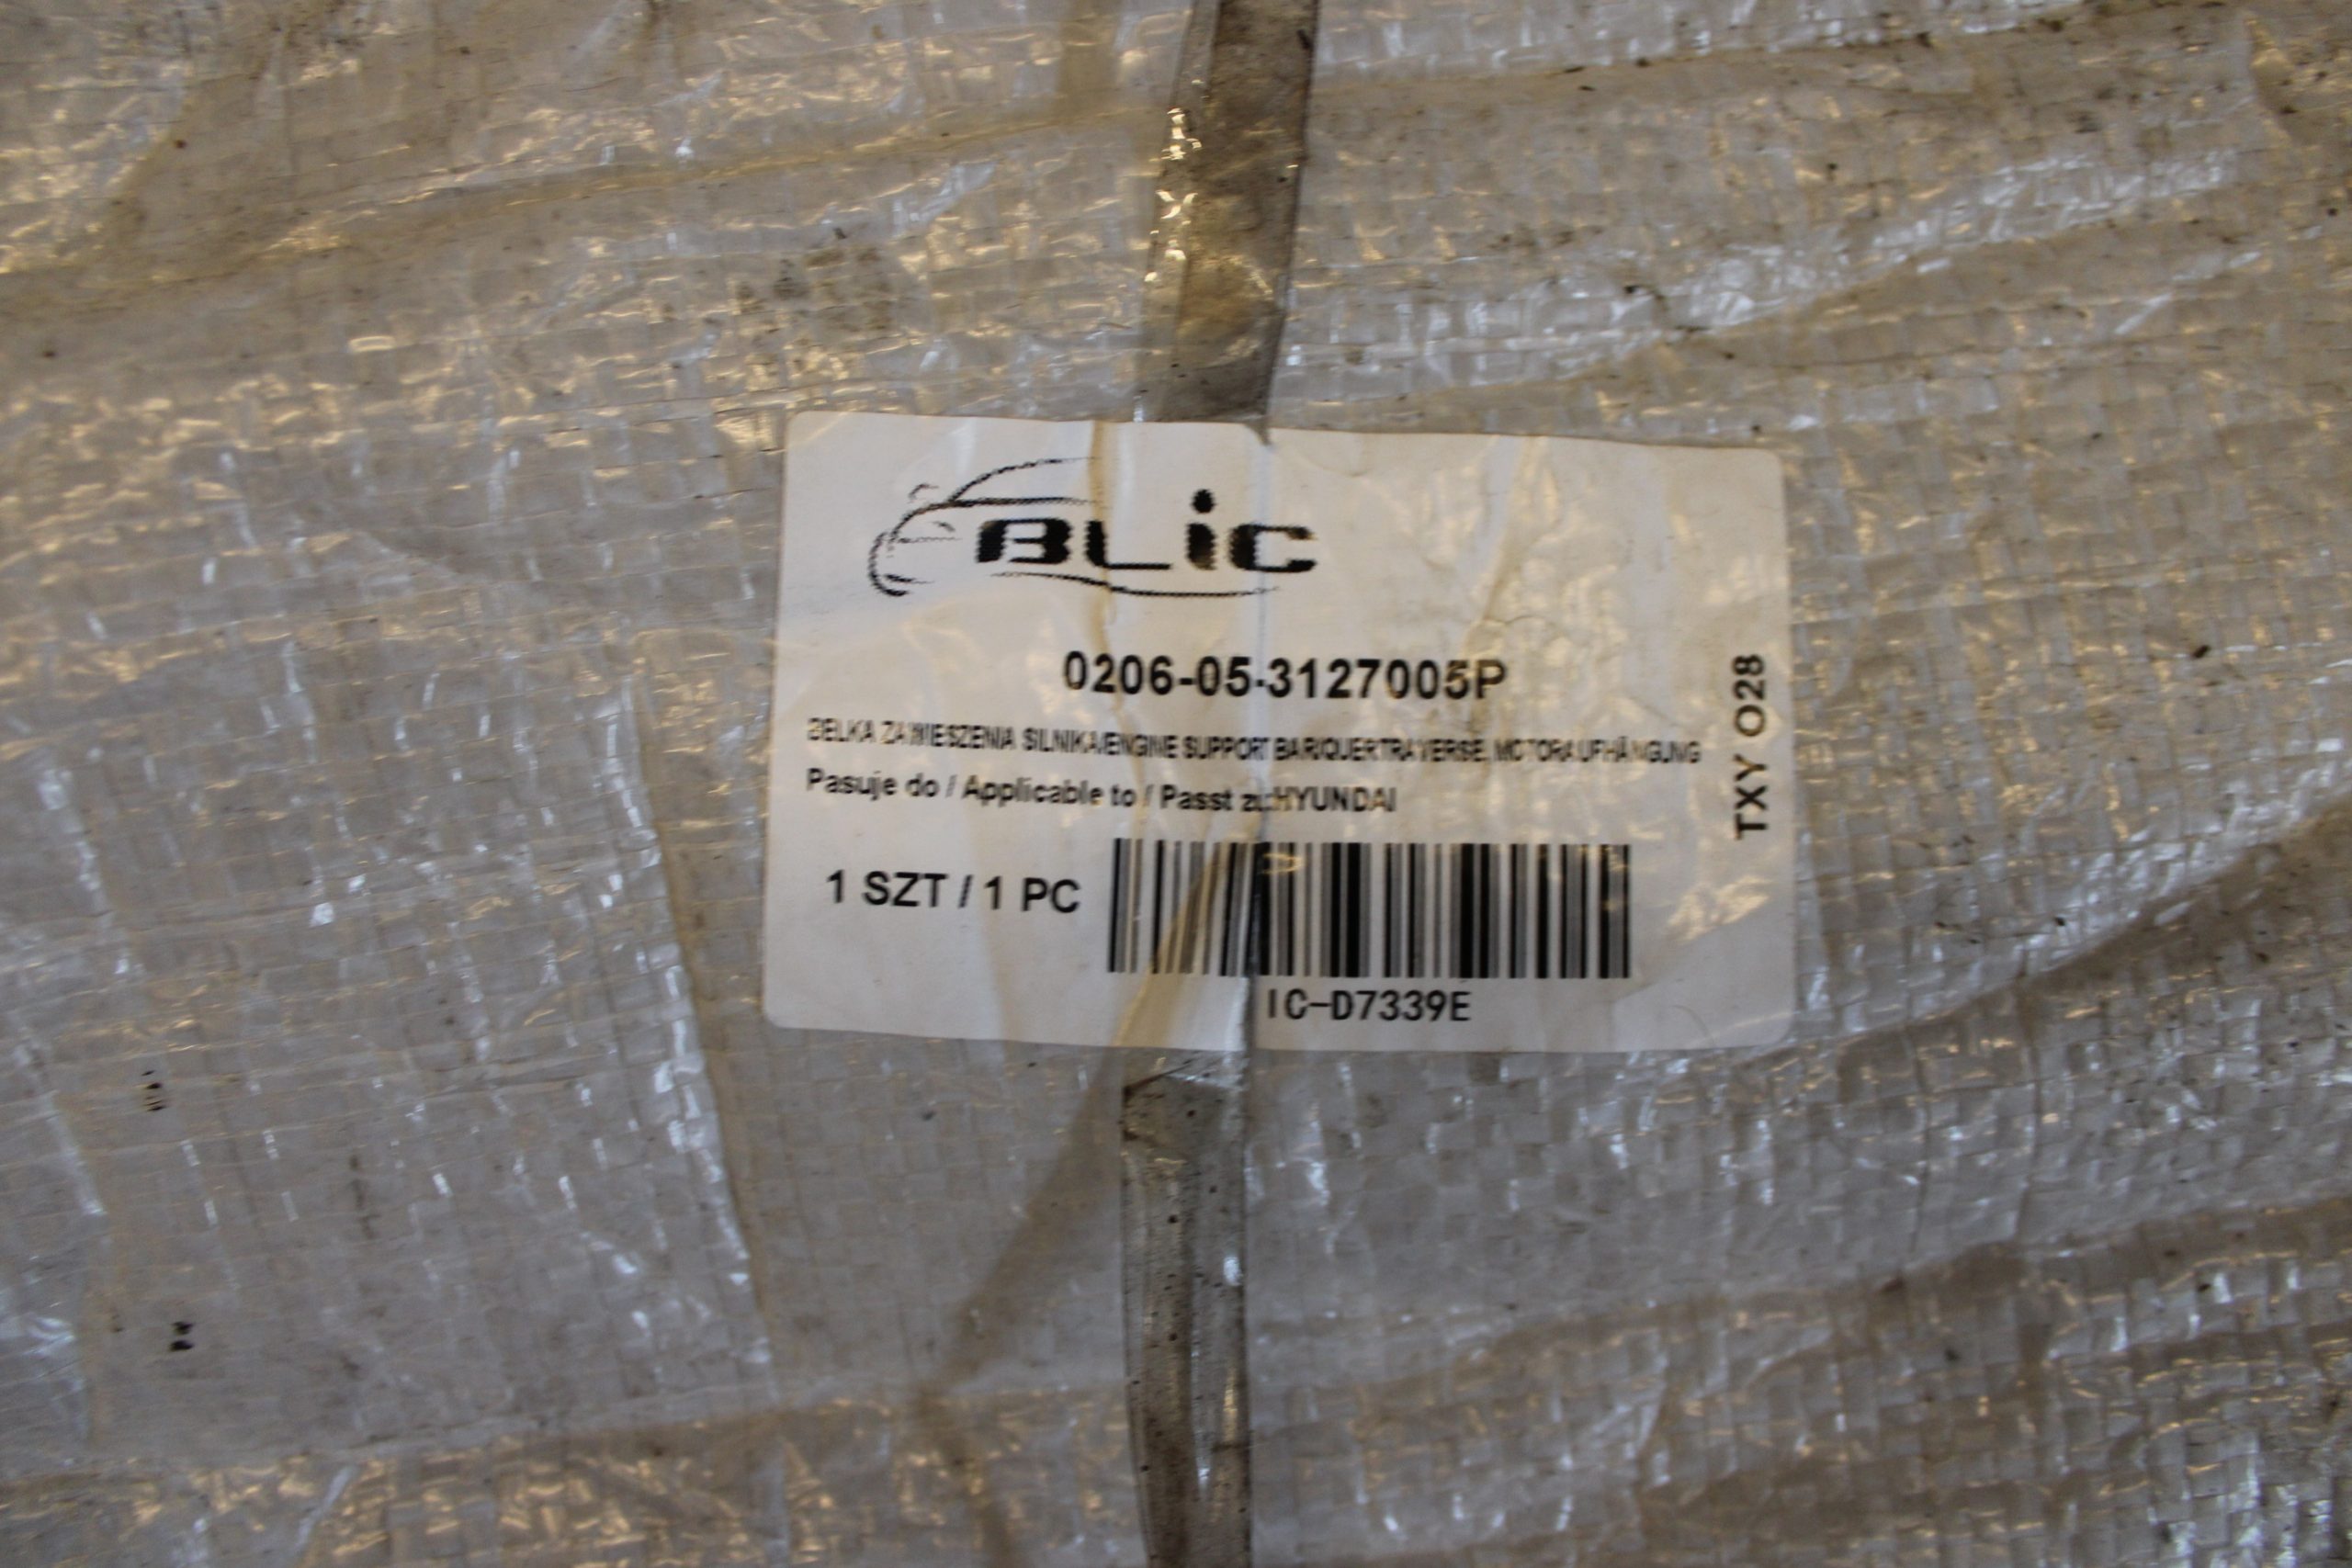 BLiC
0206-05-3127005P
BELKA ZAWIESZENIA SILNIKA/ENGINE SUPPORT BAR/QUERTRAVERSE, MOTORAUFHÄNGUNG
Pasuje do / Applicable to / Passt zu:HYUNDAI
1 SZT / 1 PC
IC-D7339E
TXY O28